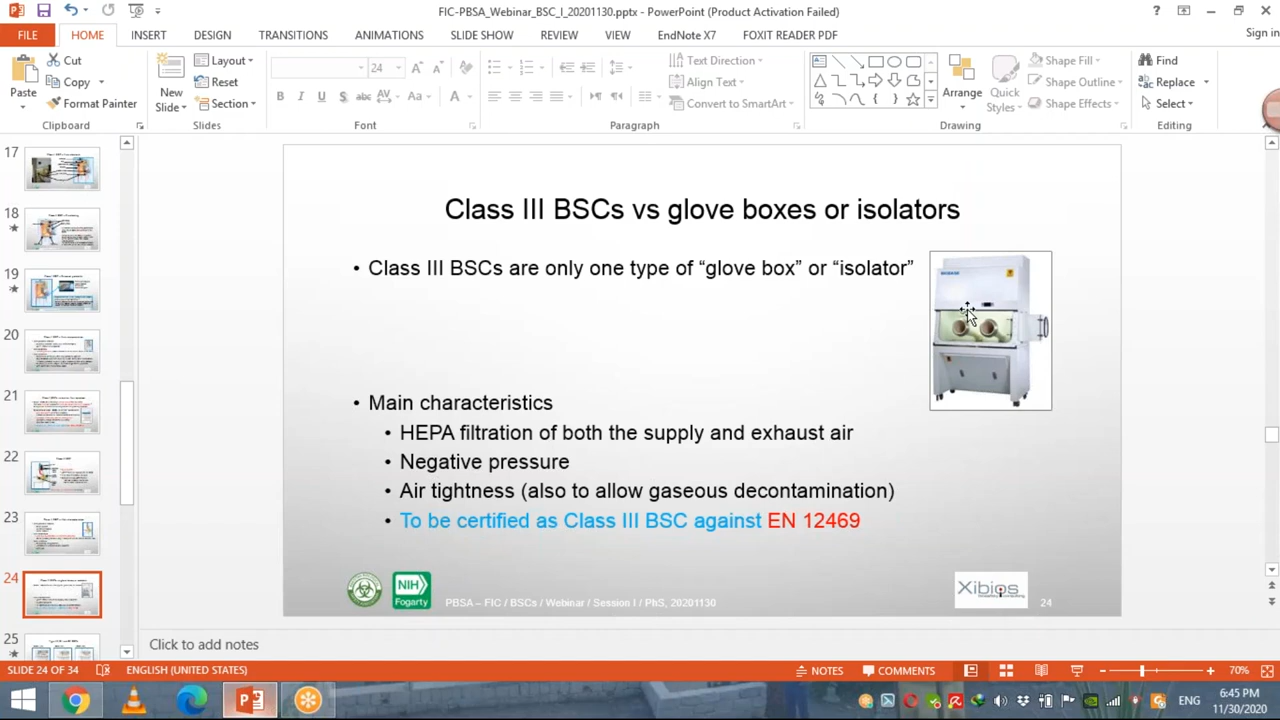 FIC-PBSA_Webinar_BSC_I_20201130.pptx - PowerPoint (Product Activation Failed)
FILE HOME INSERT DESIGN TRANSITIONS ANIMATIONS SLIDE SHOW REVIEW VIEW EndNote X7 FOXIT READER PDF Sign in
Paste
Cut
Copy
Format Painter
Clipboard
New Slide
Layout
Reset
Section
Slides
24
Font
Text Direction
Align Text
Convert to SmartArt
Paragraph
Arrange
Quick Styles
Shape Fill
Shape Outline
Shape Effects
Drawing
Find
Replace
Select
Editing
17
18
19
20
21
22
23
24
25
Class III BSCs vs glove boxes or isolators
• Class III BSCs are only one type of “glove box” or “isolator”
• Main characteristics
• HEPA filtration of both the supply and exhaust air
• Negative pressure
• Air tightness (also to allow gaseous decontamination)
• To be certified as Class III BSC against EN 12469
NIH
Fogarty
Webinar / Session I / PhS, 20201130
Xibios
24
Click to add notes
SLIDE 24 OF 34 ENGLISH (UNITED STATES) NOTES COMMENTS 70%
ENG
6:45 PM
11/30/2020